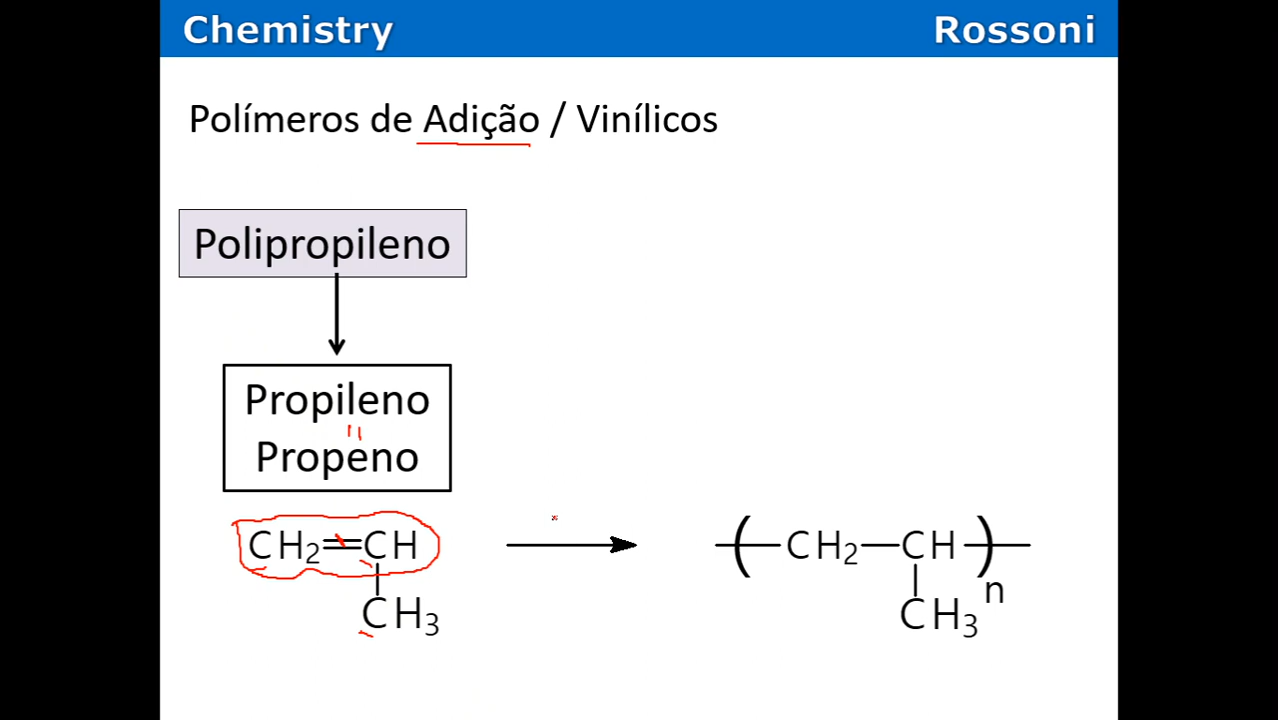 Chemistry Rossoni
Polímeros de Adição / Vinílicos
Polipropileno
Propileno
Propeno
CH₂=CH
CH₃
( CH₂—CH )n
CH₃